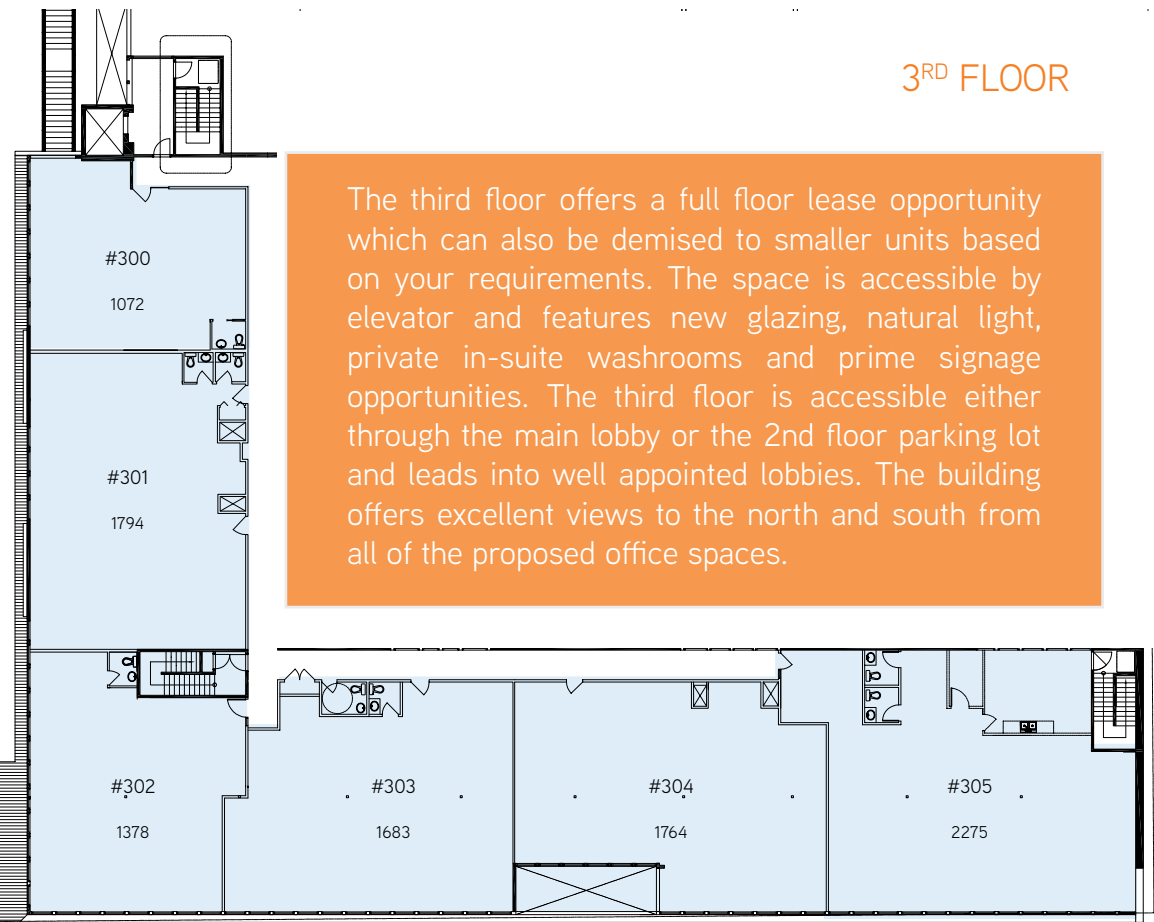 3RD FLOOR
The third floor offers a full floor lease opportunity
which can also be demised to smaller units based
on your requirements. The space is accessible by
elevator and features new glazing, natural light,
private in-suite washrooms and prime signage
opportunities. The third floor is accessible either
through the main lobby or the 2nd floor parking lot
and leads into well appointed lobbies. The building
offers excellent views to the north and south from
all of the proposed office spaces.
#300
1072
#301
1794
#302
1378
#303
1683
#304
1764
#305
2275